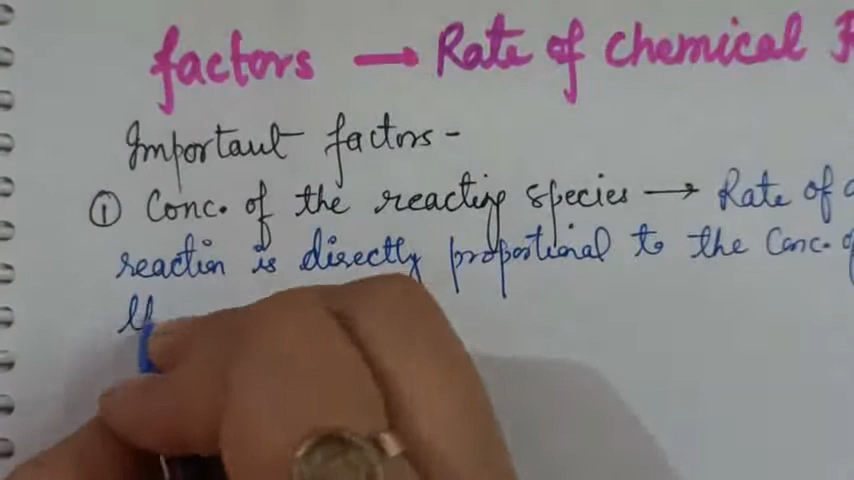 factors → Rate of chemical
Important factors -
① Conc. of the reacting species → Rate of a
reaction is directly proportional to the Conc. of